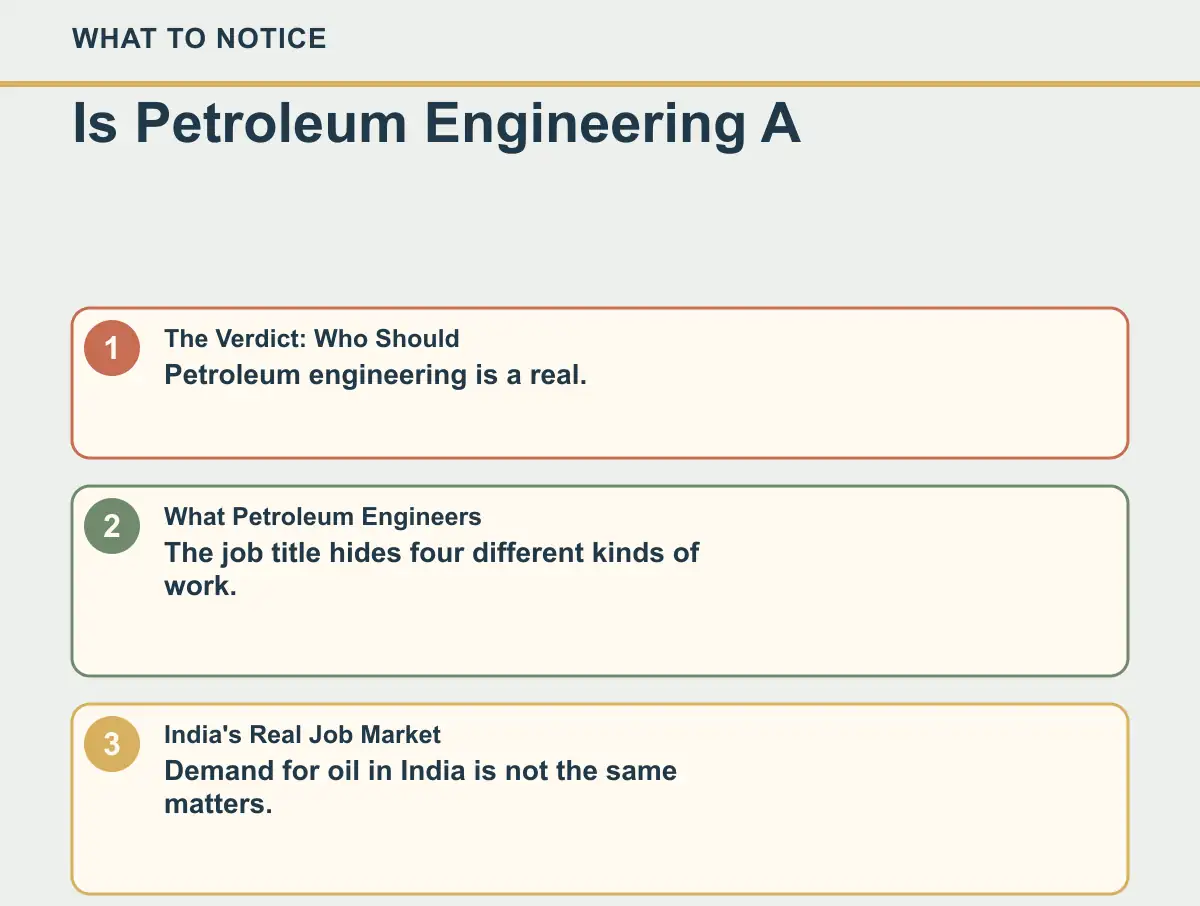 WHAT TO NOTICE
Is Petroleum Engineering A
1
The Verdict: Who Should
Petroleum engineering is a real.
2
What Petroleum Engineers
The job title hides four different kinds of
work.
3
India's Real Job Market
Demand for oil in India is not the same
matters.